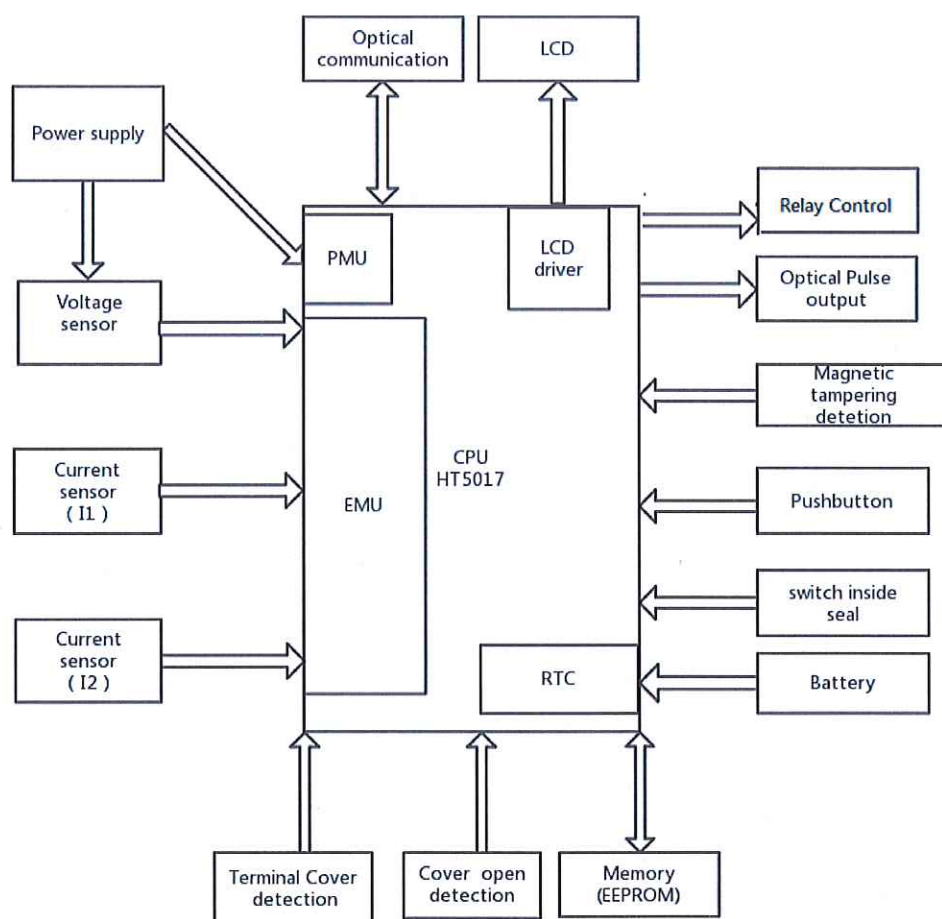 Optical
communication
LCD
Power supply
PMU
LCD
driver
Relay Control
Voltage
sensor
Optical Pulse
output
Magnetic
tampering
detetion
Current
sensor
( I1 )
CPU
HT5017
EMU
Pushbutton
switch inside
seal
Current
sensor
( I2 )
RTC
Battery
Terminal Cover
detection
Cover open
detection
Memory
(EEPROM)